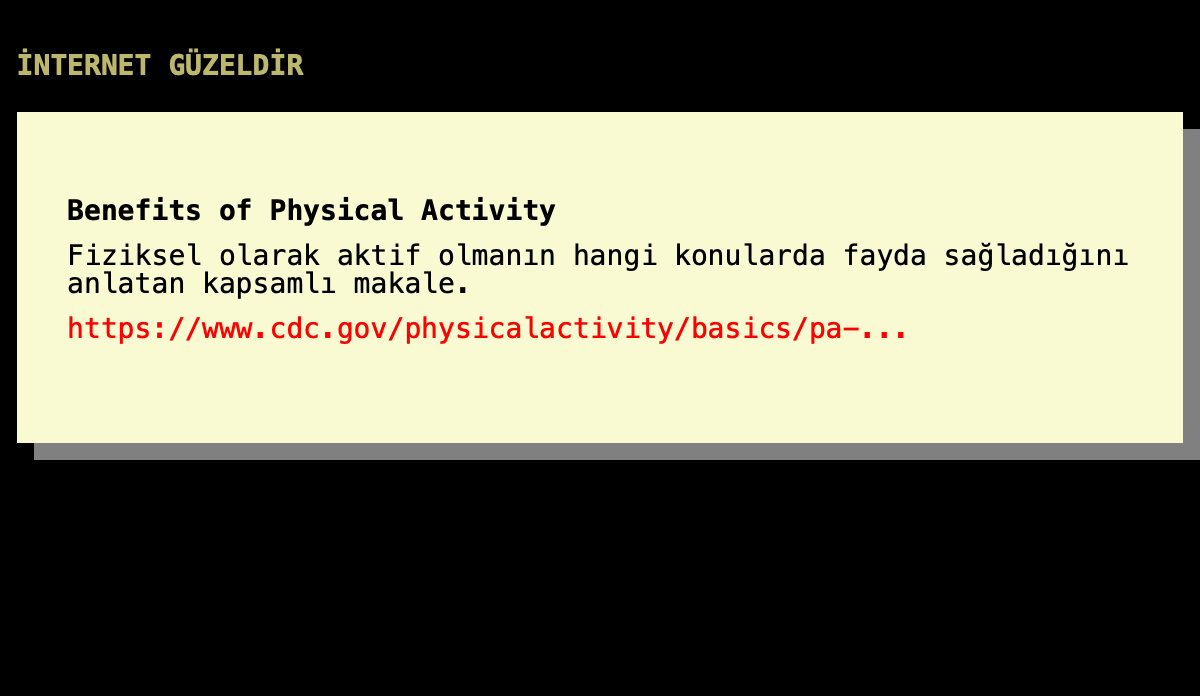 İNTERNET GÜZELDİR
Benefits of Physical Activity
Fiziksel olarak aktif olmanın hangi konularda fayda sağladığını
anlatan kapsamlı makale.
https://www.cdc.gov/physicalactivity/basics/pa-...